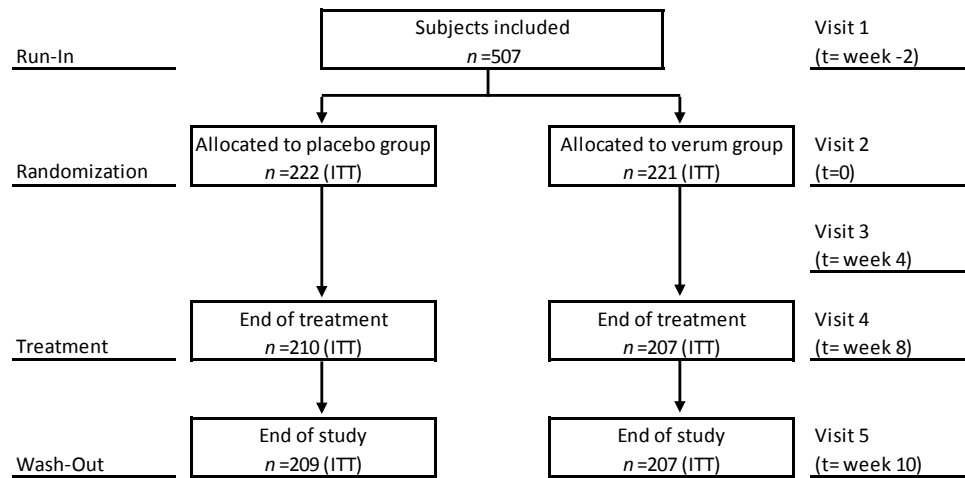 Subjects included
n=507
Run-In
Visit 1
(t= week -2)
Allocated to placebo group
n=222 (ITT)
Allocated to verum group
n=221 (ITT)
Randomization
Visit 2
(t=0)
Visit 3
(t= week 4)
End of treatment
n=210 (ITT)
End of treatment
n=207 (ITT)
Treatment
Visit 4
(t= week 8)
End of study
n=209 (ITT)
End of study
n=207 (ITT)
Wash-Out
Visit 5
(t= week 10)